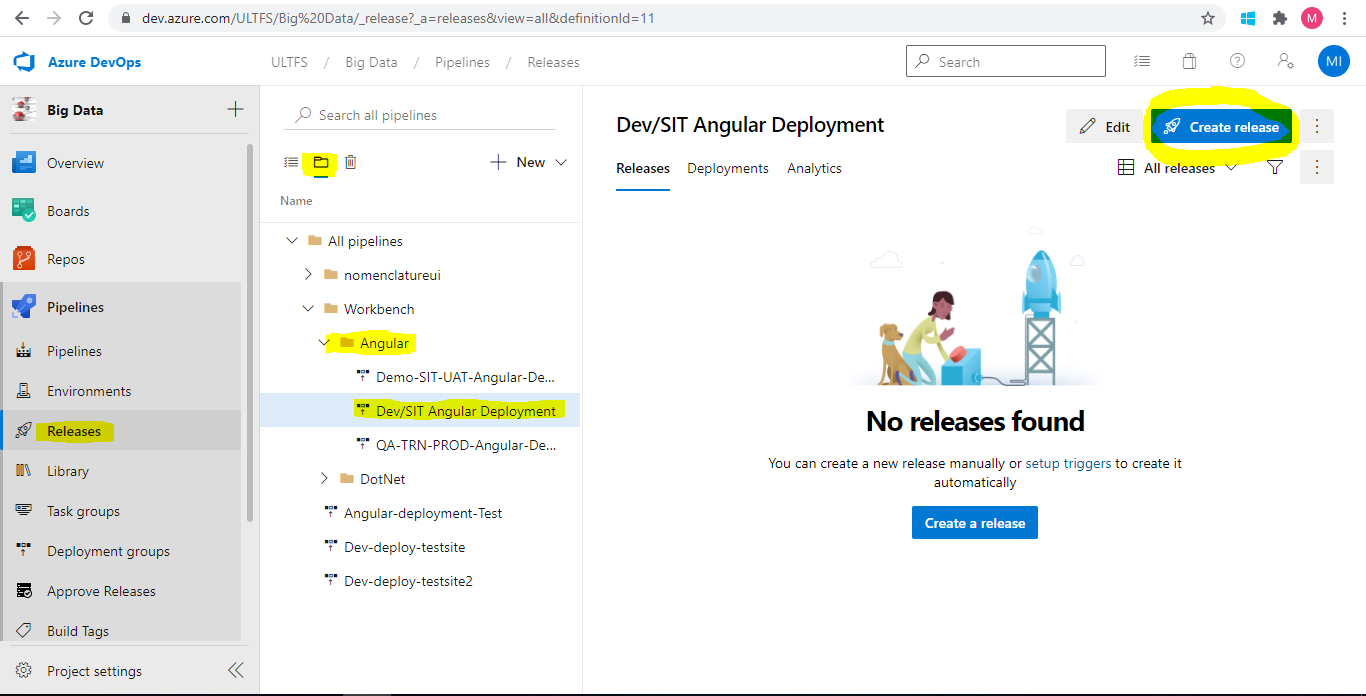 dev.azure.com/ULTFS/Big%20Data/_release?_a=releases&view=all&definitionId=11
M
Azure DevOps
ULTFS / Big Data / Pipelines / Releases
Search
MI
Big Data
Overview
Boards
Repos
Pipelines
Pipelines
Environments
Releases
Library
Task groups
Deployment groups
Approve Releases
Build Tags
Project settings
Search all pipelines
New
Name
All pipelines
nomenclatureui
Workbench
Angular
Demo-SIT-UAT-Angular-De...
Dev/SIT Angular Deployment
QA-TRN-PROD-Angular-De...
DotNet
Angular-deployment-Test
Dev-deploy-testsite
Dev-deploy-testsite2
Dev/SIT Angular Deployment
Edit
Create release
Releases Deployments Analytics
All releases
No releases found
You can create a new release manually or setup triggers to create it
automatically
Create a release